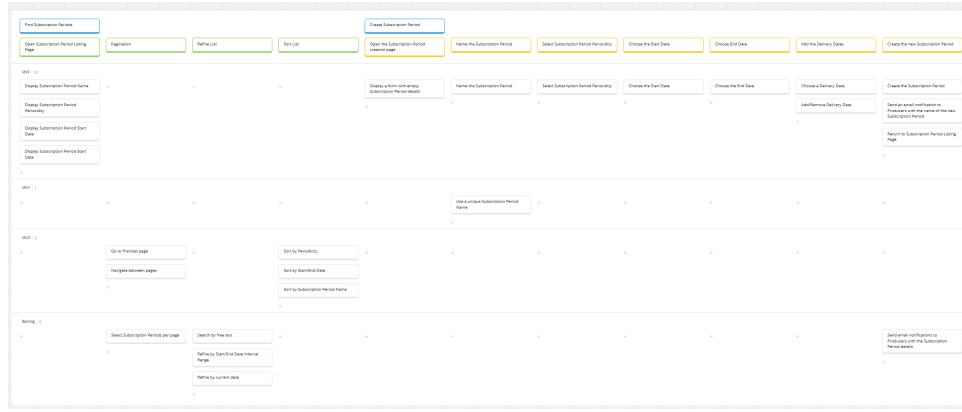 Find Subscription Periods
Create Subscription Period
Open Subscription Period Listing
Page
Pagination
Refine List
Sort List
Open the Subscription Period
creation page
Name the Subscription Period
Select Subscription Period Periodicity
Choose the Start Date
Choose End Date
Add the Delivery Dates
Create the new Subscription Period
Display Subscription Period Name
Display Subscription Period
Periodicity
Display Subscription Period Start
Date
Display Subscription Period Start
Date
Display a form with empty
Subscription Period details
Name the Subscription Period
Select Subscription Period Periodicity
Choose the Start Date
Choose the End Date
Choose a Delivery Date
Add/Remove Delivery Date
Create the Subscription Period
Send an email notification to
Producers with the name of the new
Subscription Period
Return to Subscription Period Listing
Page
Use a unique Subscription Period
Name
Go to first/last page
Navigate between pages
Sort by Periodicity
Sort by Start/End Date
Sort by Subscription Period Name
Backlog
Select Subscription Periods per page
Search by free text
Refine by Start/End Date Interval
Range
Refine by current date
Send email notifications to
Producers with the Subscription
Period details